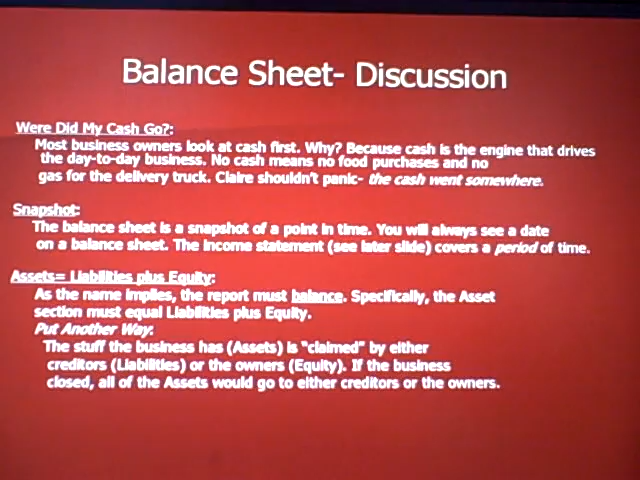 Balance Sheet- Discussion
Were Did My Cash Go?:
Most business owners look at cash first. Why? Because cash is the engine that drives
the day-to-day business. No cash means no food purchases and no
gas for the delivery truck. Claire shouldn't panic- the cash went somewhere.
Snapshot:
The balance sheet is a snapshot of a point in time. You will always see a date
on a balance sheet. The income statement (see later slide) covers a period of time.
Assets= Liabilities plus Equity:
As the name implies, the report must balance. Specifically, the Asset
section must equal Liabilities plus Equity.
Put Another Way:
The stuff the business has (Assets) is "claimed" by either
creditors (Liabilities) or the owners (Equity). If the business
closed, all of the Assets would go to either creditors or the owners.